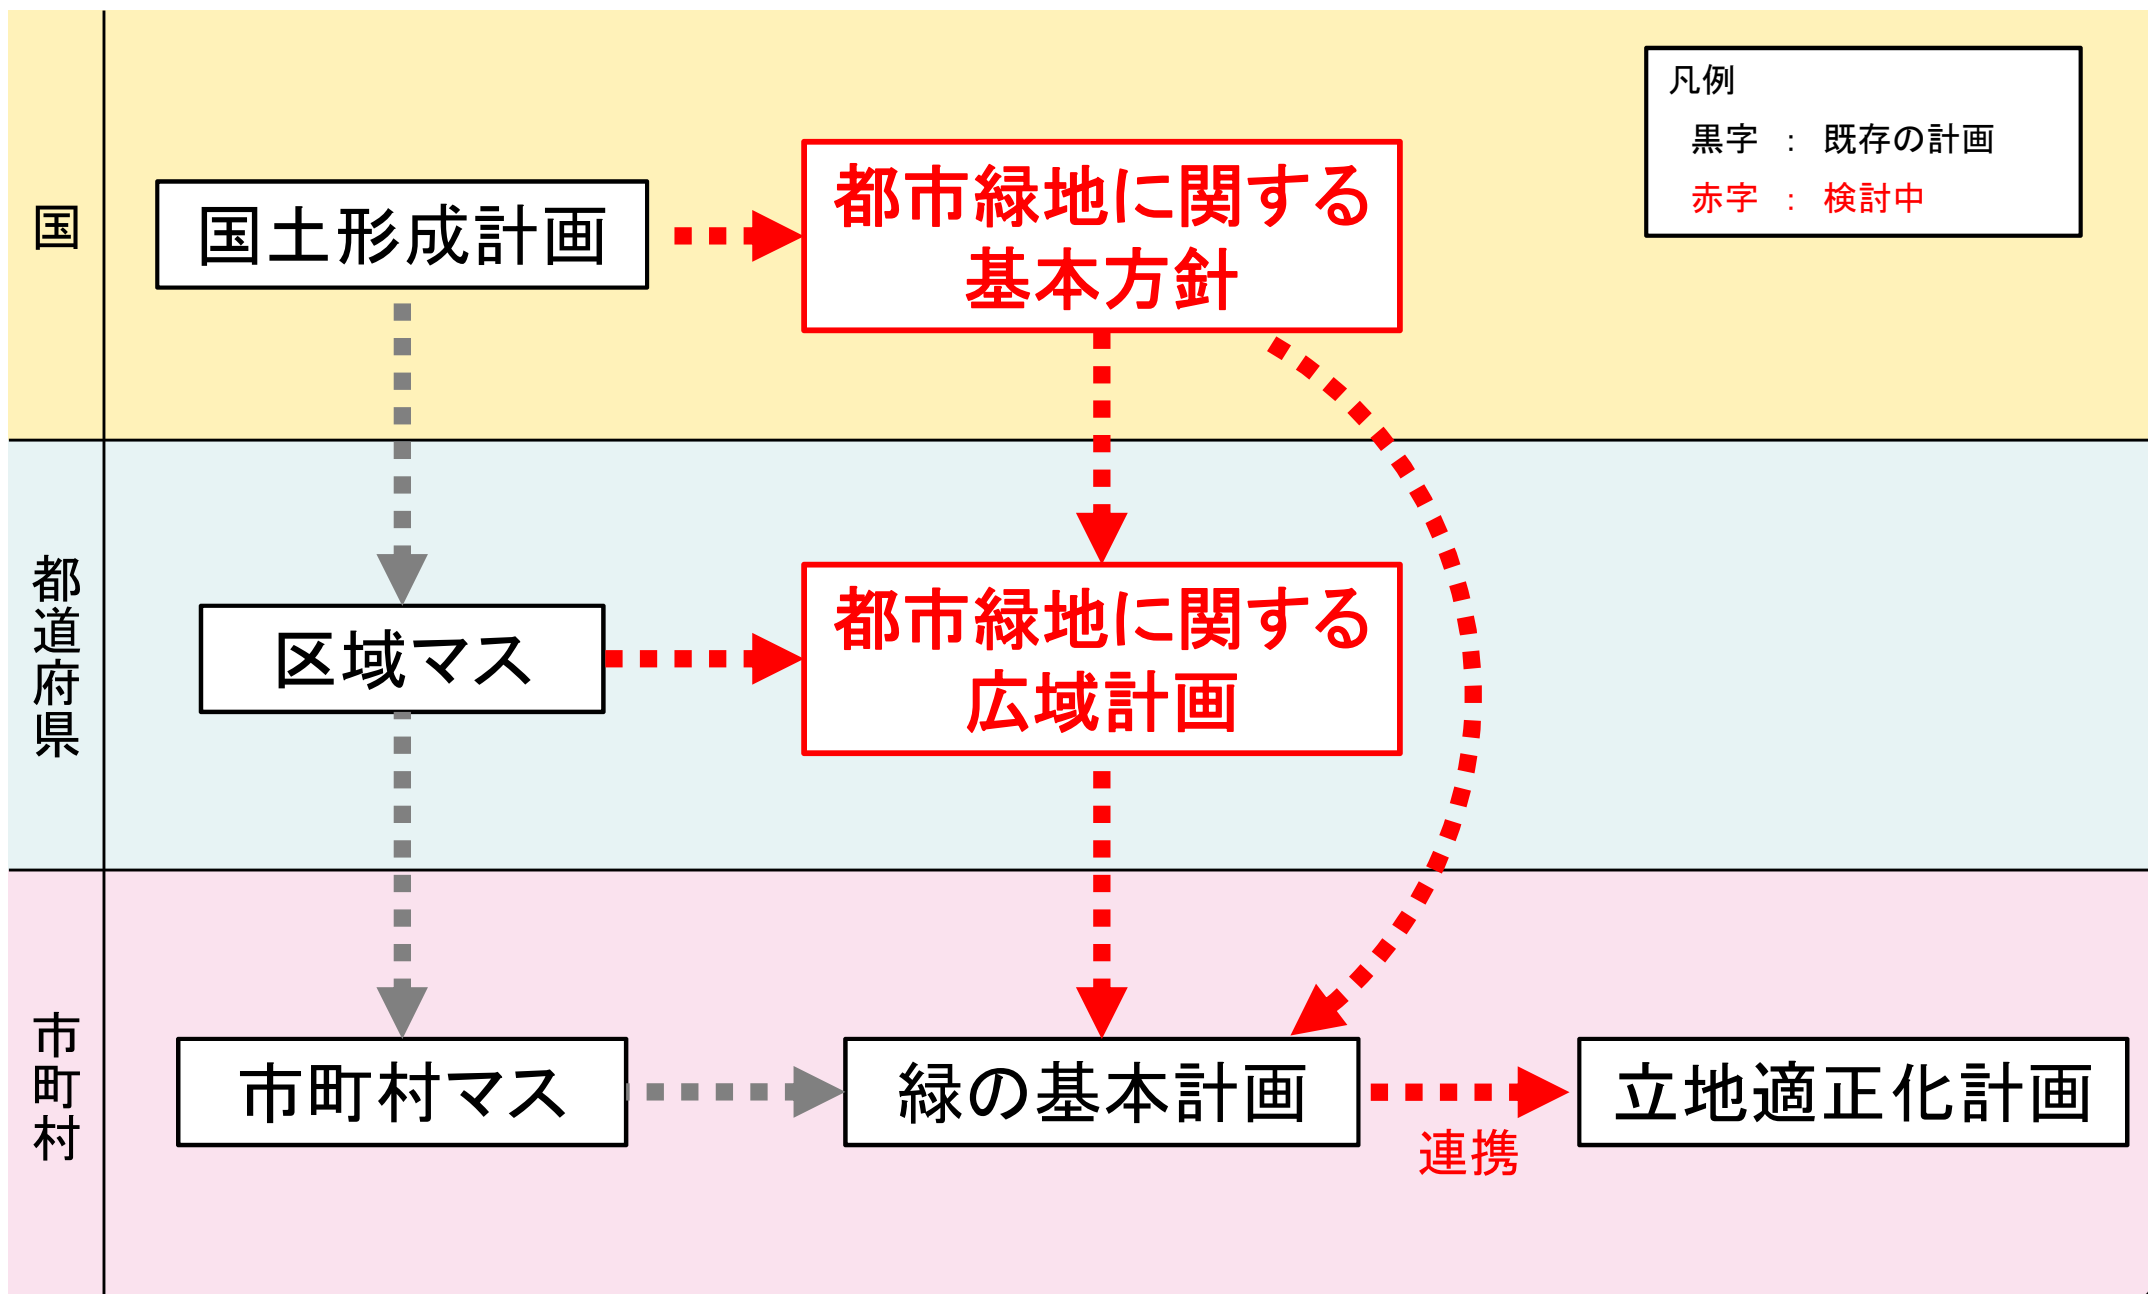 凡例
黒字 : 既存の計画
赤字 : 検討中
国
国土形成計画
都市緑地に関する
基本方針
都道府県
区域マス
都市緑地に関する
広域計画
市町村
市町村マス
緑の基本計画
連携
立地適正化計画